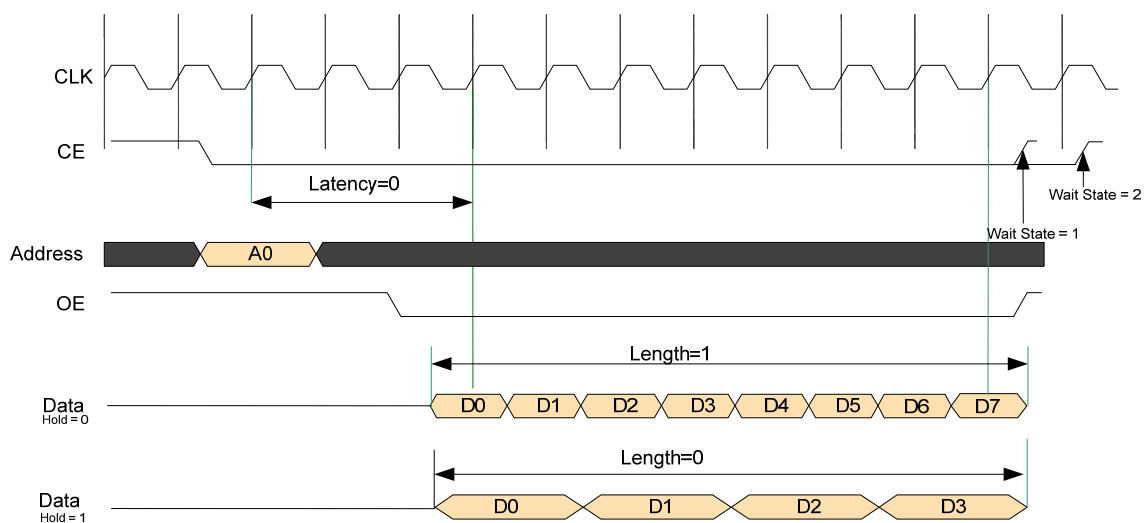 CLK
CE
Latency=0
Wait State = 2
Wait State = 1
Address
A0
OE
Length=1
Data
Hold = 0
D0 D1 D2 D3 D4 D5 D6 D7
Length=0
Data
Hold = 1
D0 D1 D2 D3